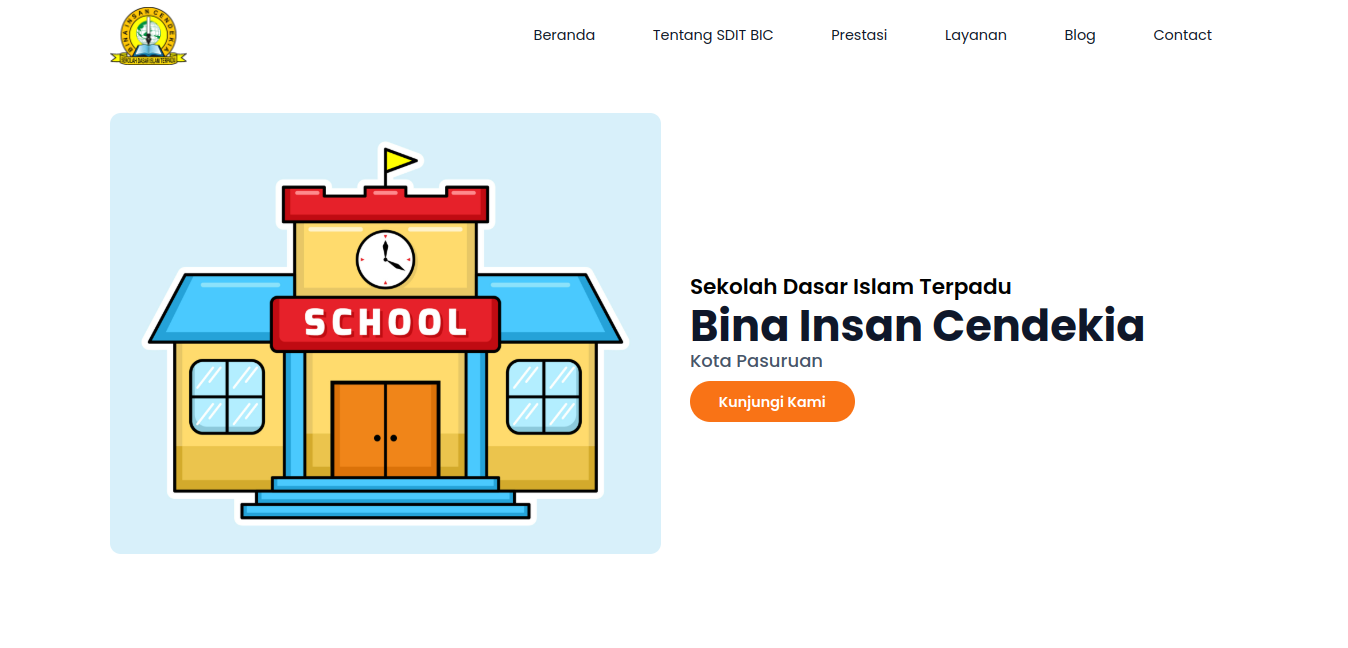 BINA INSAN CENDEKIA
SEKOLAH DASAR ISLAM TERPADU
Beranda
Tentang SDIT BIC
Prestasi
Layanan
Blog
Contact
SCHOOL
Sekolah Dasar Islam Terpadu
Bina Insan Cendekia
Kota Pasuruan
Kunjungi Kami